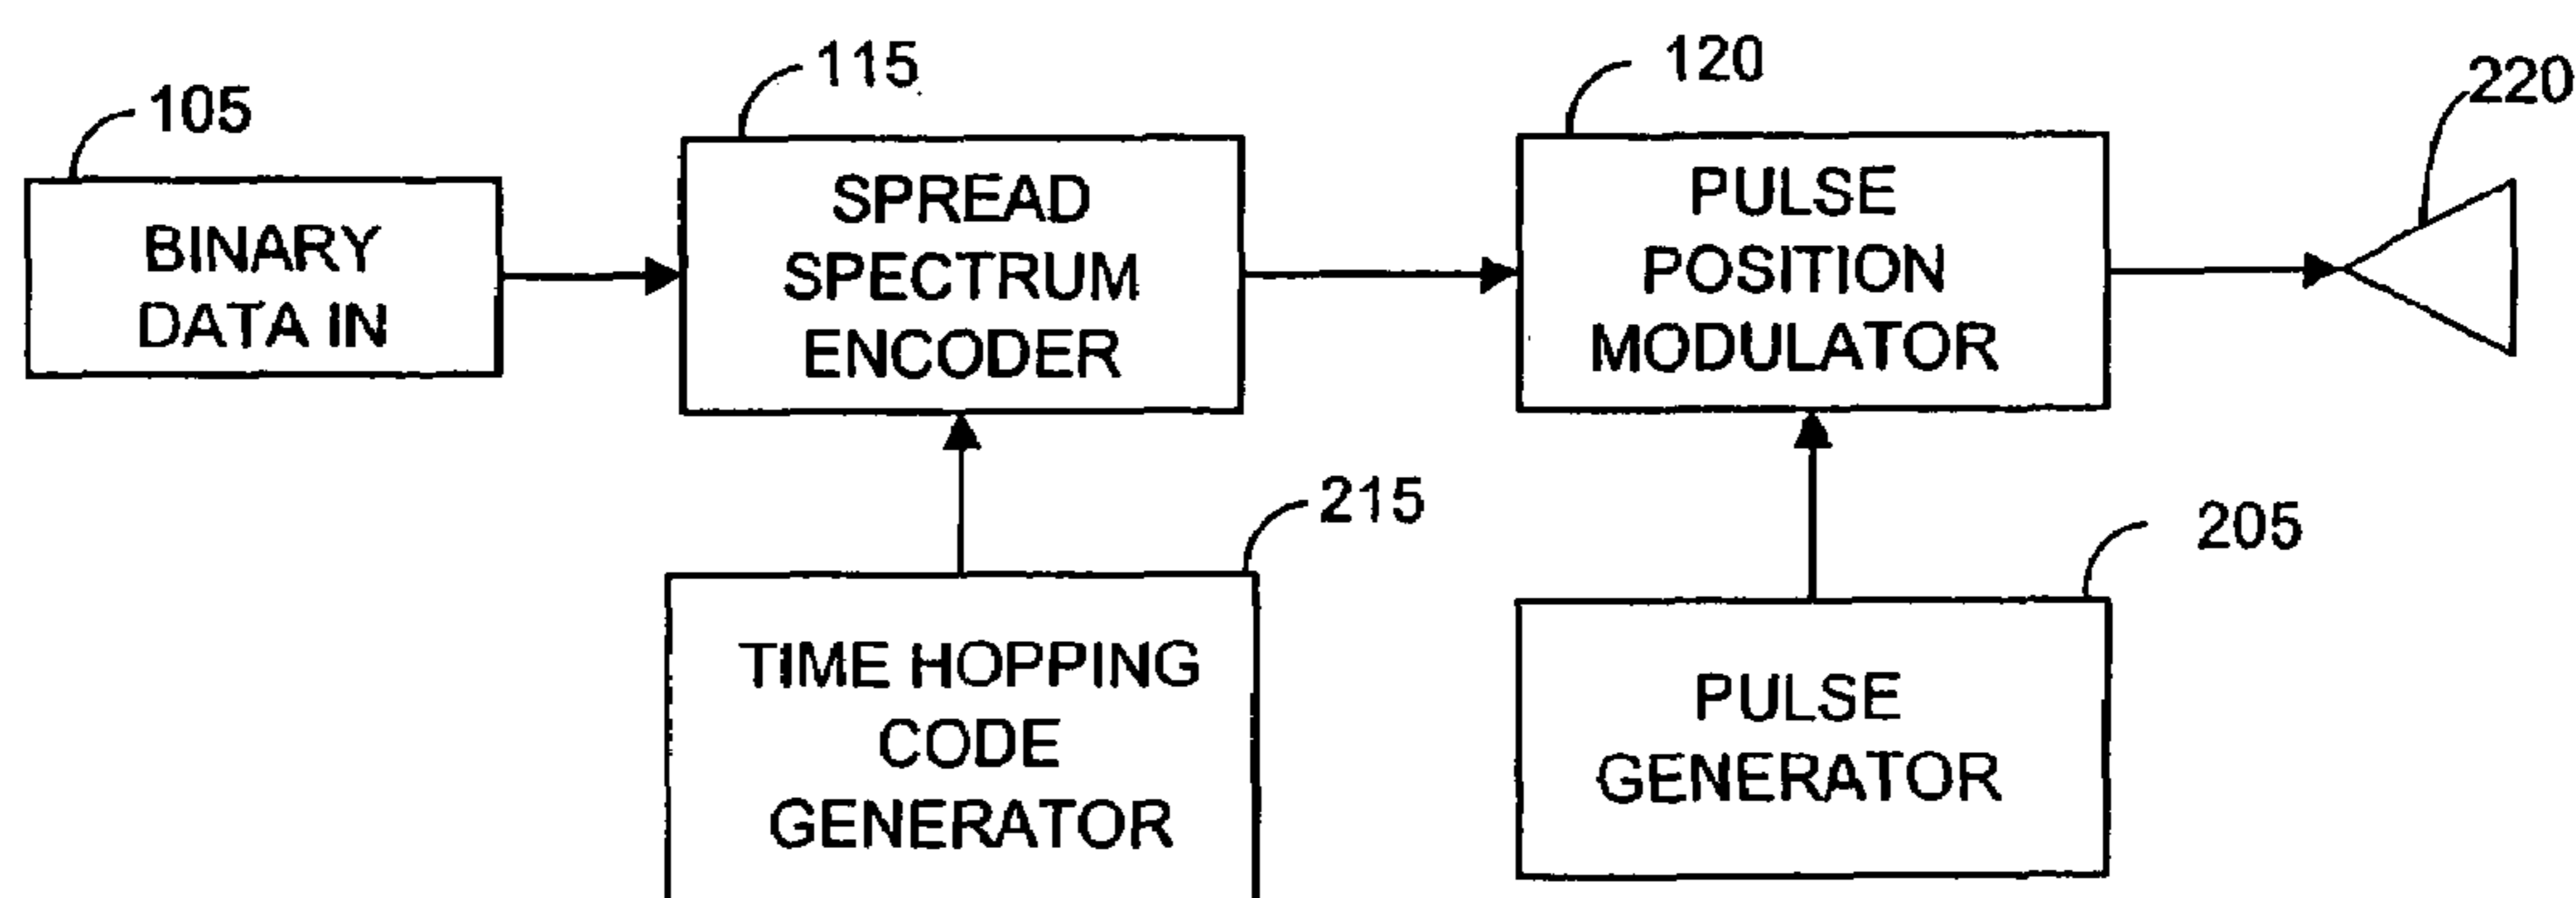 105
BINARY
DATA IN
115
SPREAD
SPECTRUM
ENCODER
120
PULSE
POSITION
MODULATOR
220
215
TIME HOPPING
CODE
GENERATOR
205
PULSE
GENERATOR